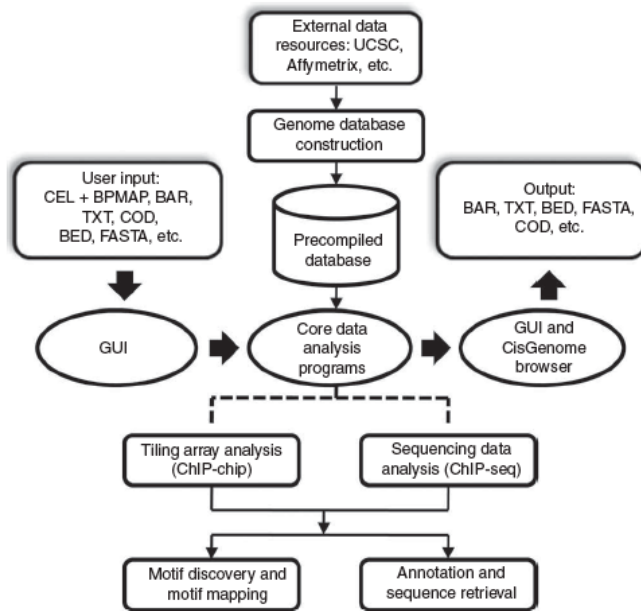 External data
resources: UCSC,
Affymetrix, etc.
Genome database
construction
User input:
CEL + BPMAP, BAR,
TXT, COD,
BED, FASTA, etc.
Precompiled
database
Output:
BAR, TXT, BED, FASTA,
COD, etc.
GUI
Core data
analysis
programs
GUI and
CisGenome
browser
Tiling array analysis
(ChIP-chip)
Sequencing data
analysis (ChIP-seq)
Motif discovery and
motif mapping
Annotation and
sequence retrieval